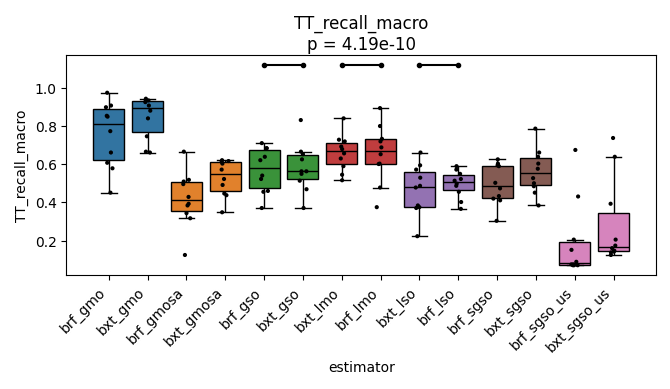 TT_recall_macro
p = 4.19e-10
TT_recall_macro
1.0
0.8
0.6
0.4
0.2
brf_gmo
bxt_gmo
brf_gmosa
bxt_gmosa
brf_gso
bxt_gso
bxt_lmo
brf_lmo
bxt_lso
brf_lso
brf_sgso
bxt_sgso
brf_sgso_us
bxt_sgso_us
estimator